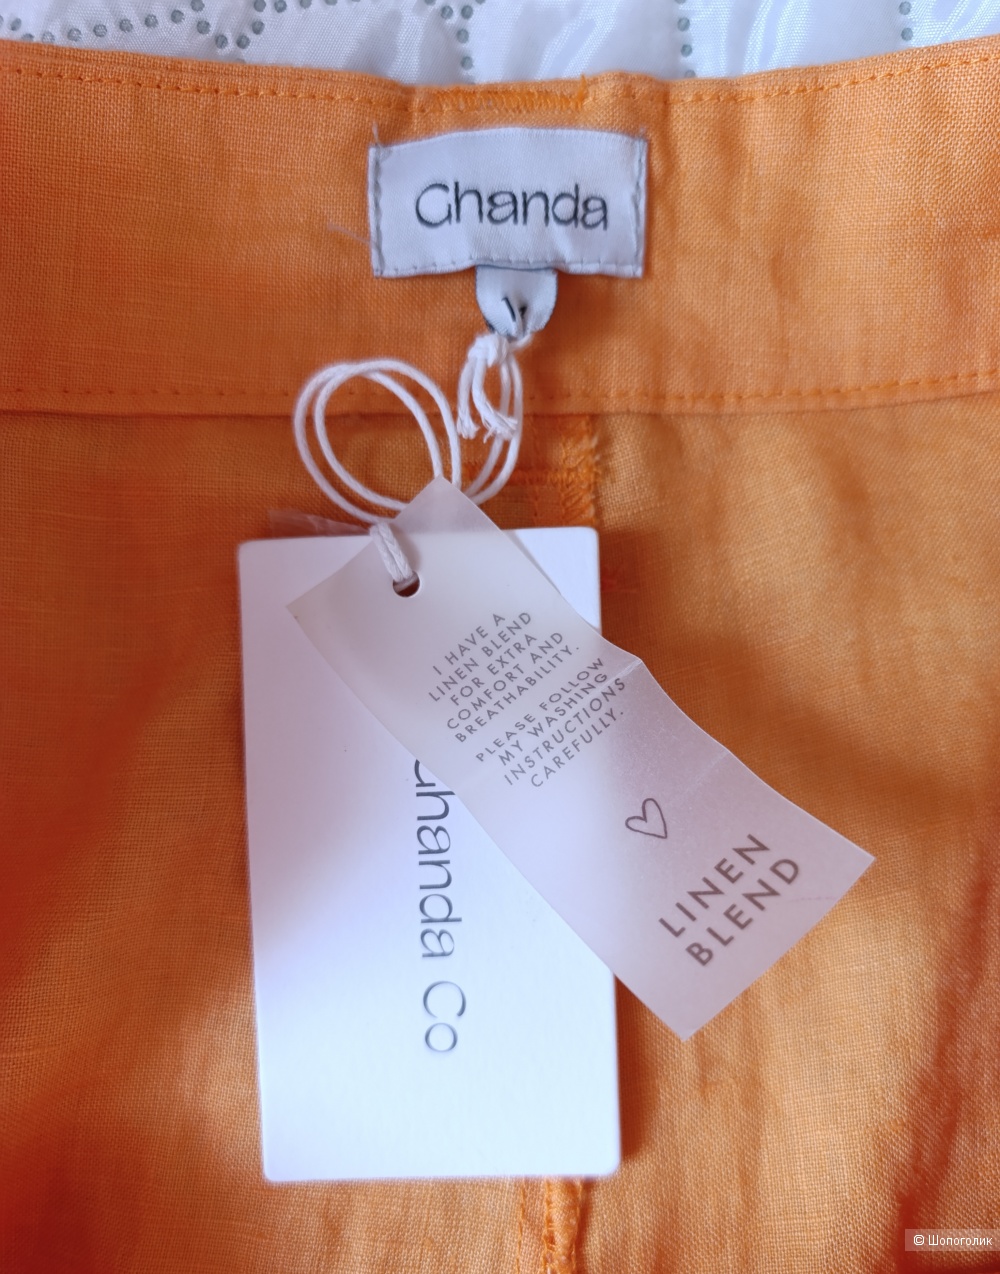 Ghanda
I HAVE A
LINEN BLEND
FOR EXTRA
COMFORT AND
BREATHABILITY.
PLEASE FOLLOW
MY WASHING
INSTRUCTIONS
CAREFULLY.
LINEN
BLEND
Ghanda Co
© Шопоголик